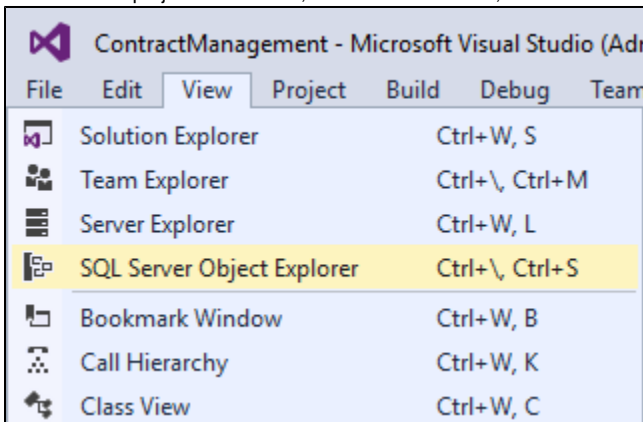 ContractManagement - Microsoft Visual Studio (Adr
File Edit View Project Build Debug Team
Solution Explorer Ctrl+W, S
Team Explorer Ctrl+\, Ctrl+M
Server Explorer Ctrl+W, L
SQL Server Object Explorer Ctrl+\, Ctrl+S
Bookmark Window Ctrl+W, B
Call Hierarchy Ctrl+W, K
Class View Ctrl+W, C